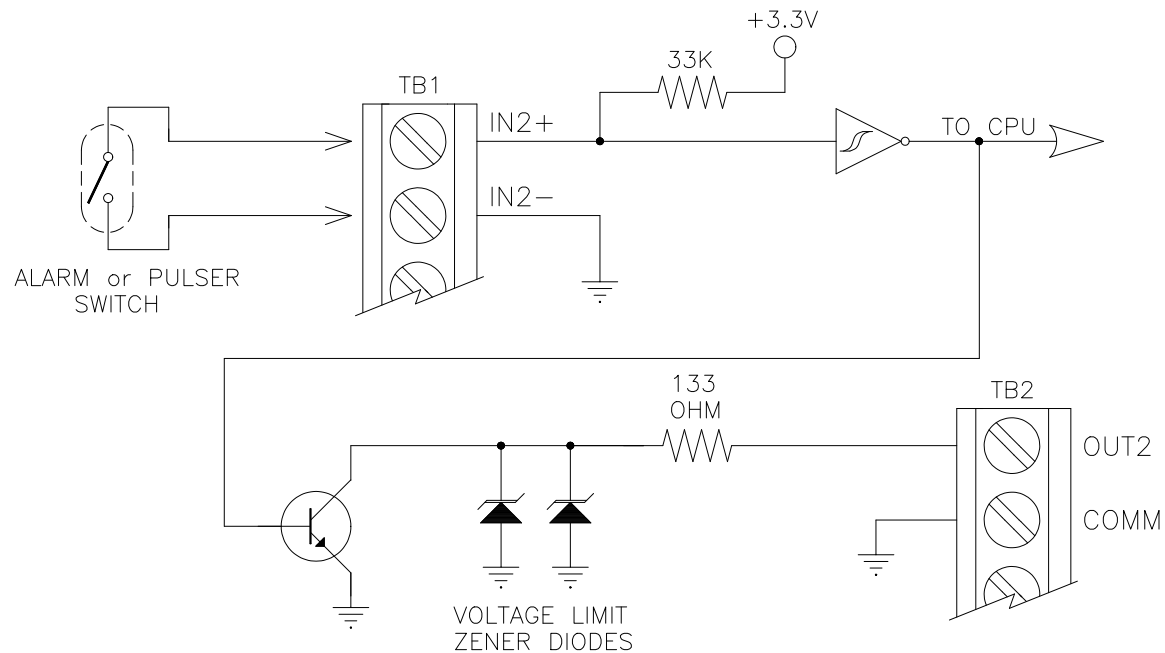 +3.3V
33K
TB1
IN2+
TO CPU
IN2-
ALARM or PULSER
SWITCH
133
OHM
TB2
OUT2
COMM
VOLTAGE LIMIT
ZENER DIODES